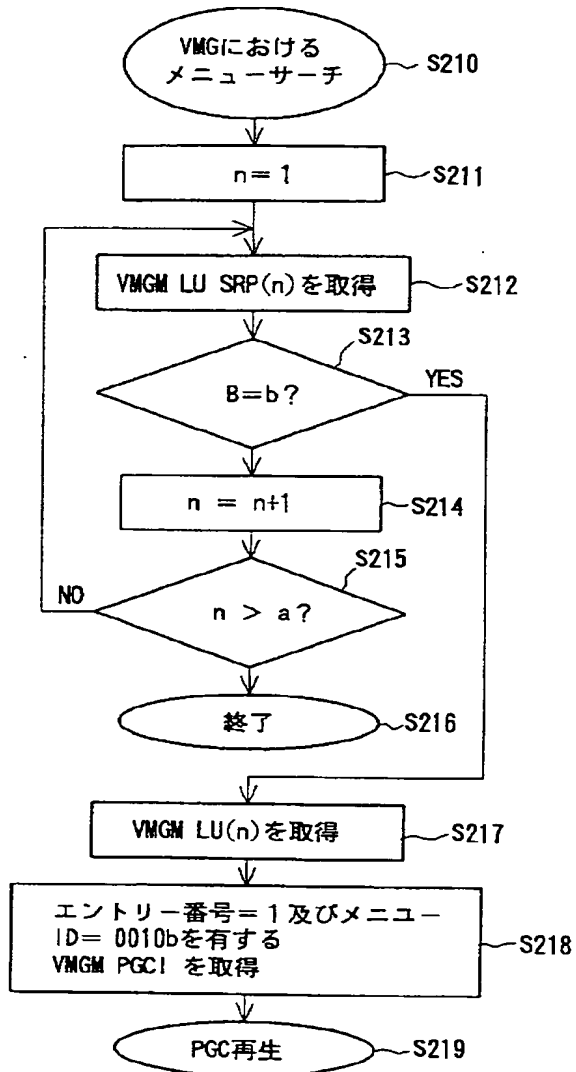 VMGにおける
メニューサーチ
S210
n=1
S211
VMGM LU SRP(n)を取得
S212
S213
B=b?
YES
n = n+1
S214
S215
NO
n > a?
終了
S216
VMGM LU(n)を取得
S217
エントリー番号=1及びメニュー
ID=0010bを有する
VMGM PGCI を取得
S218
PGC再生
S219